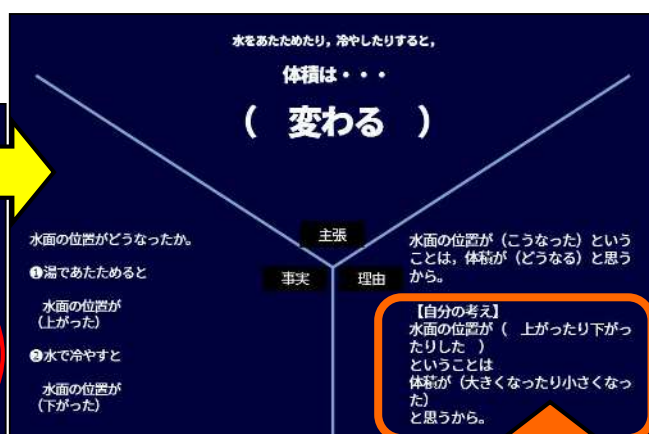 水をあたためたり，冷やしたりすると，
体積は・・・
（　変わる　）
主張
事実
理由
水面の位置がどうなったか。
❶湯であたためると
水面の位置が
（上がった）
❷水で冷やすと
水面の位置が
（下がった）
水面の位置が（こうなった）という
ことは，体積が（どうなる）と思う
から。
【自分の考え】
水面の位置が（　上がったり下がっ
たりした　）
ということは
体積が（大きくなったり小さくなっ
た）
と思うから。